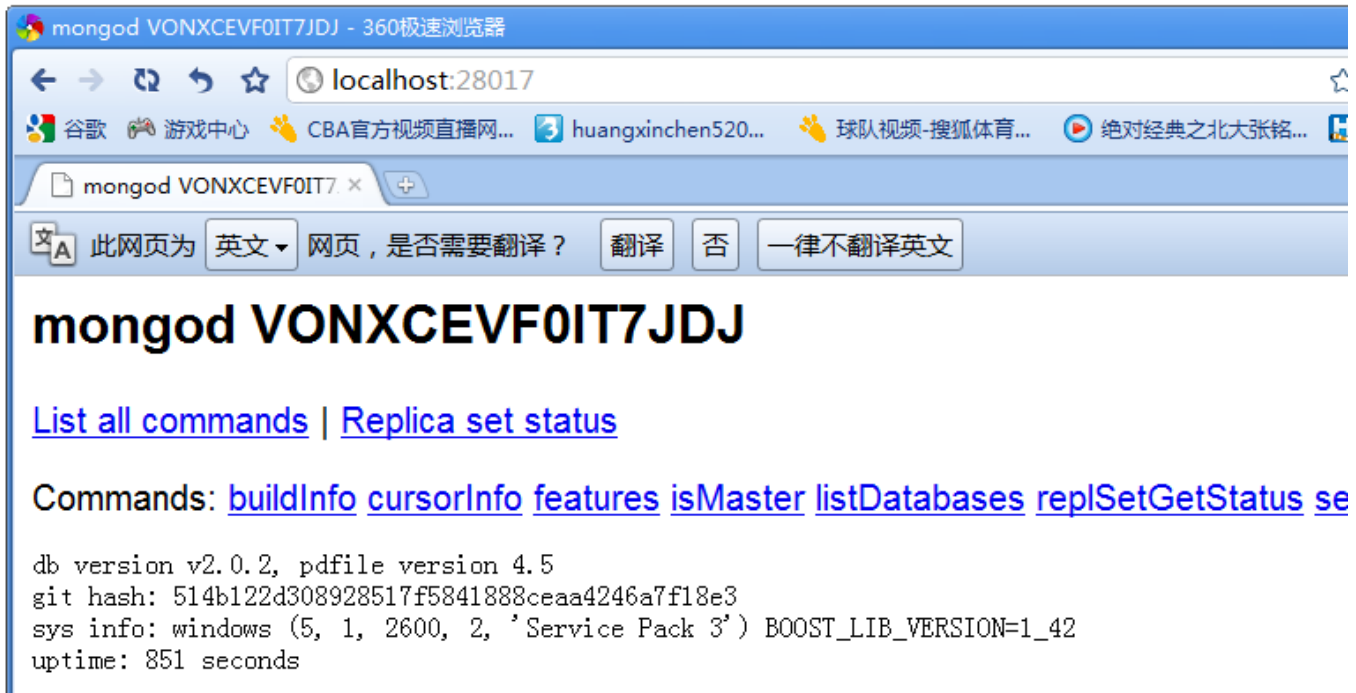 mongod VONXCEVF0IT7JDJ - 360极速浏览器
localhost:28017
谷歌 游戏中心 CBA官方视频直播网... huangxinchen520... 球队视频-搜狐体育... 绝对经典之北大张铭...
mongod VONXCEVF0IT7
此网页为 英文 网页，是否需要翻译？ 翻译 否 一律不翻译英文
mongod VONXCEVF0IT7JDJ
List all commands | Replica set status
Commands: buildInfo cursorInfo features isMaster listDatabases replSetGetStatus se
db version v2.0.2, pdfile version 4.5
git hash: 514b122d308928517f5841888ceaa4246a7f18e3
sys info: windows (5, 1, 2600, 2, 'Service Pack 3') BOOST_LIB_VERSION=1_42
uptime: 851 seconds